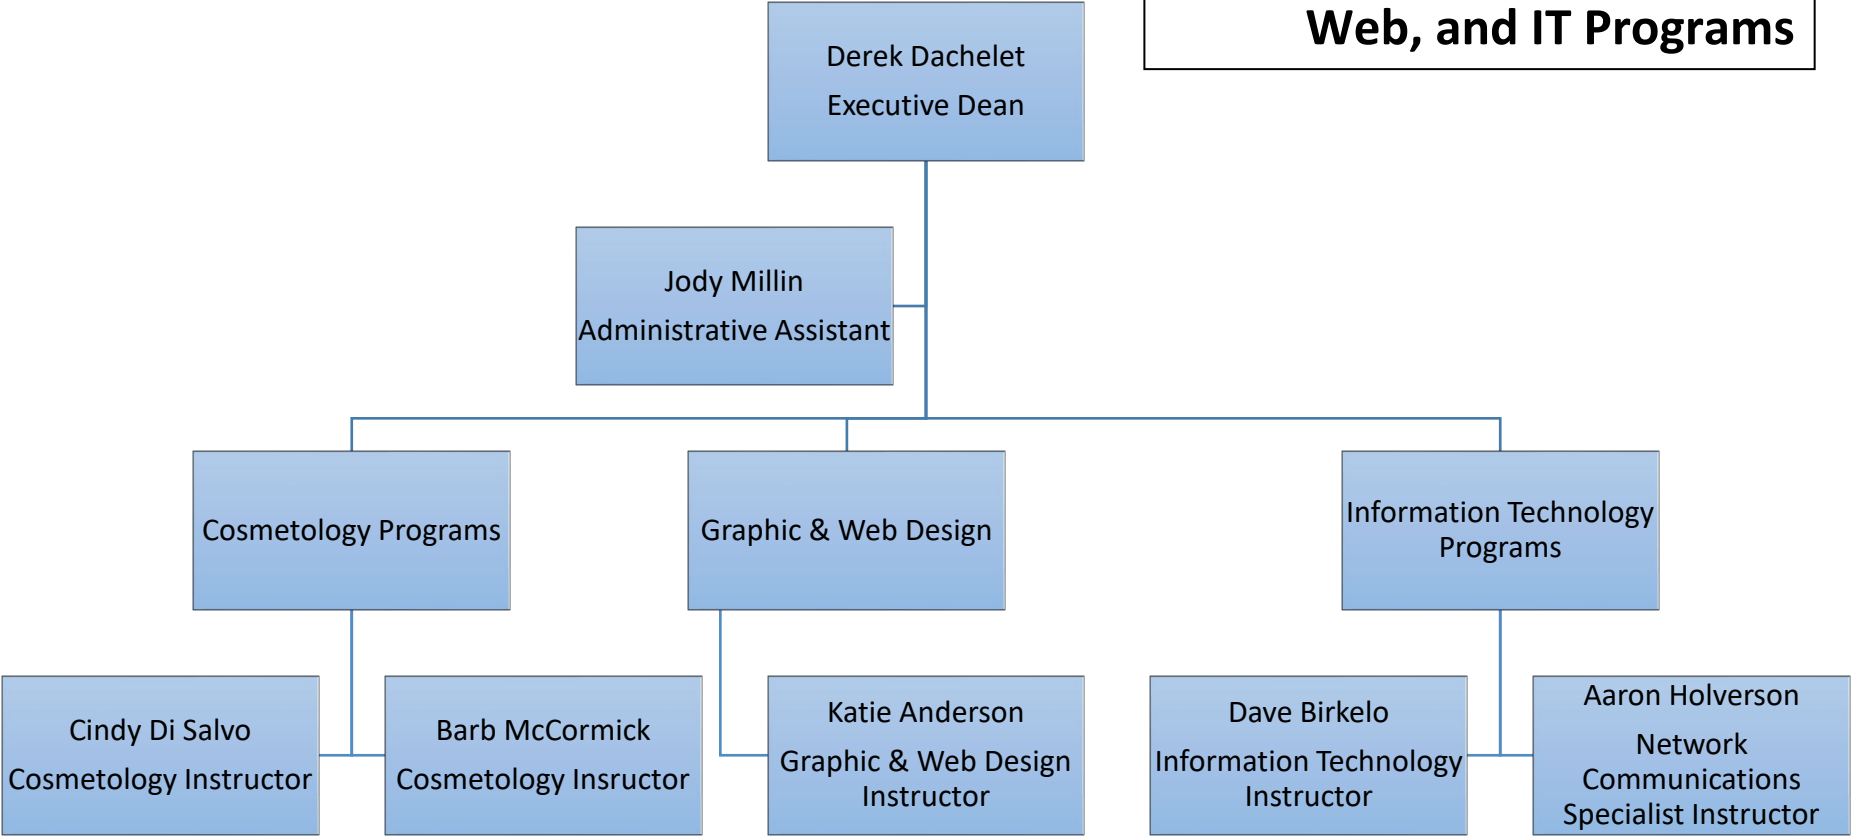 Web, and IT Programs
Derek Dachelet
Executive Dean
Jody Millin
Administrative Assistant
Cosmetology Programs
Graphic & Web Design
Information Technology
Programs
Cindy Di Salvo
Cosmetology Instructor
Barb McCormick
Cosmetology Insructor
Katie Anderson
Graphic & Web Design
Instructor
Dave Birkelo
Information Technology
Instructor
Aaron Holverson
Network
Communications
Specialist Instructor